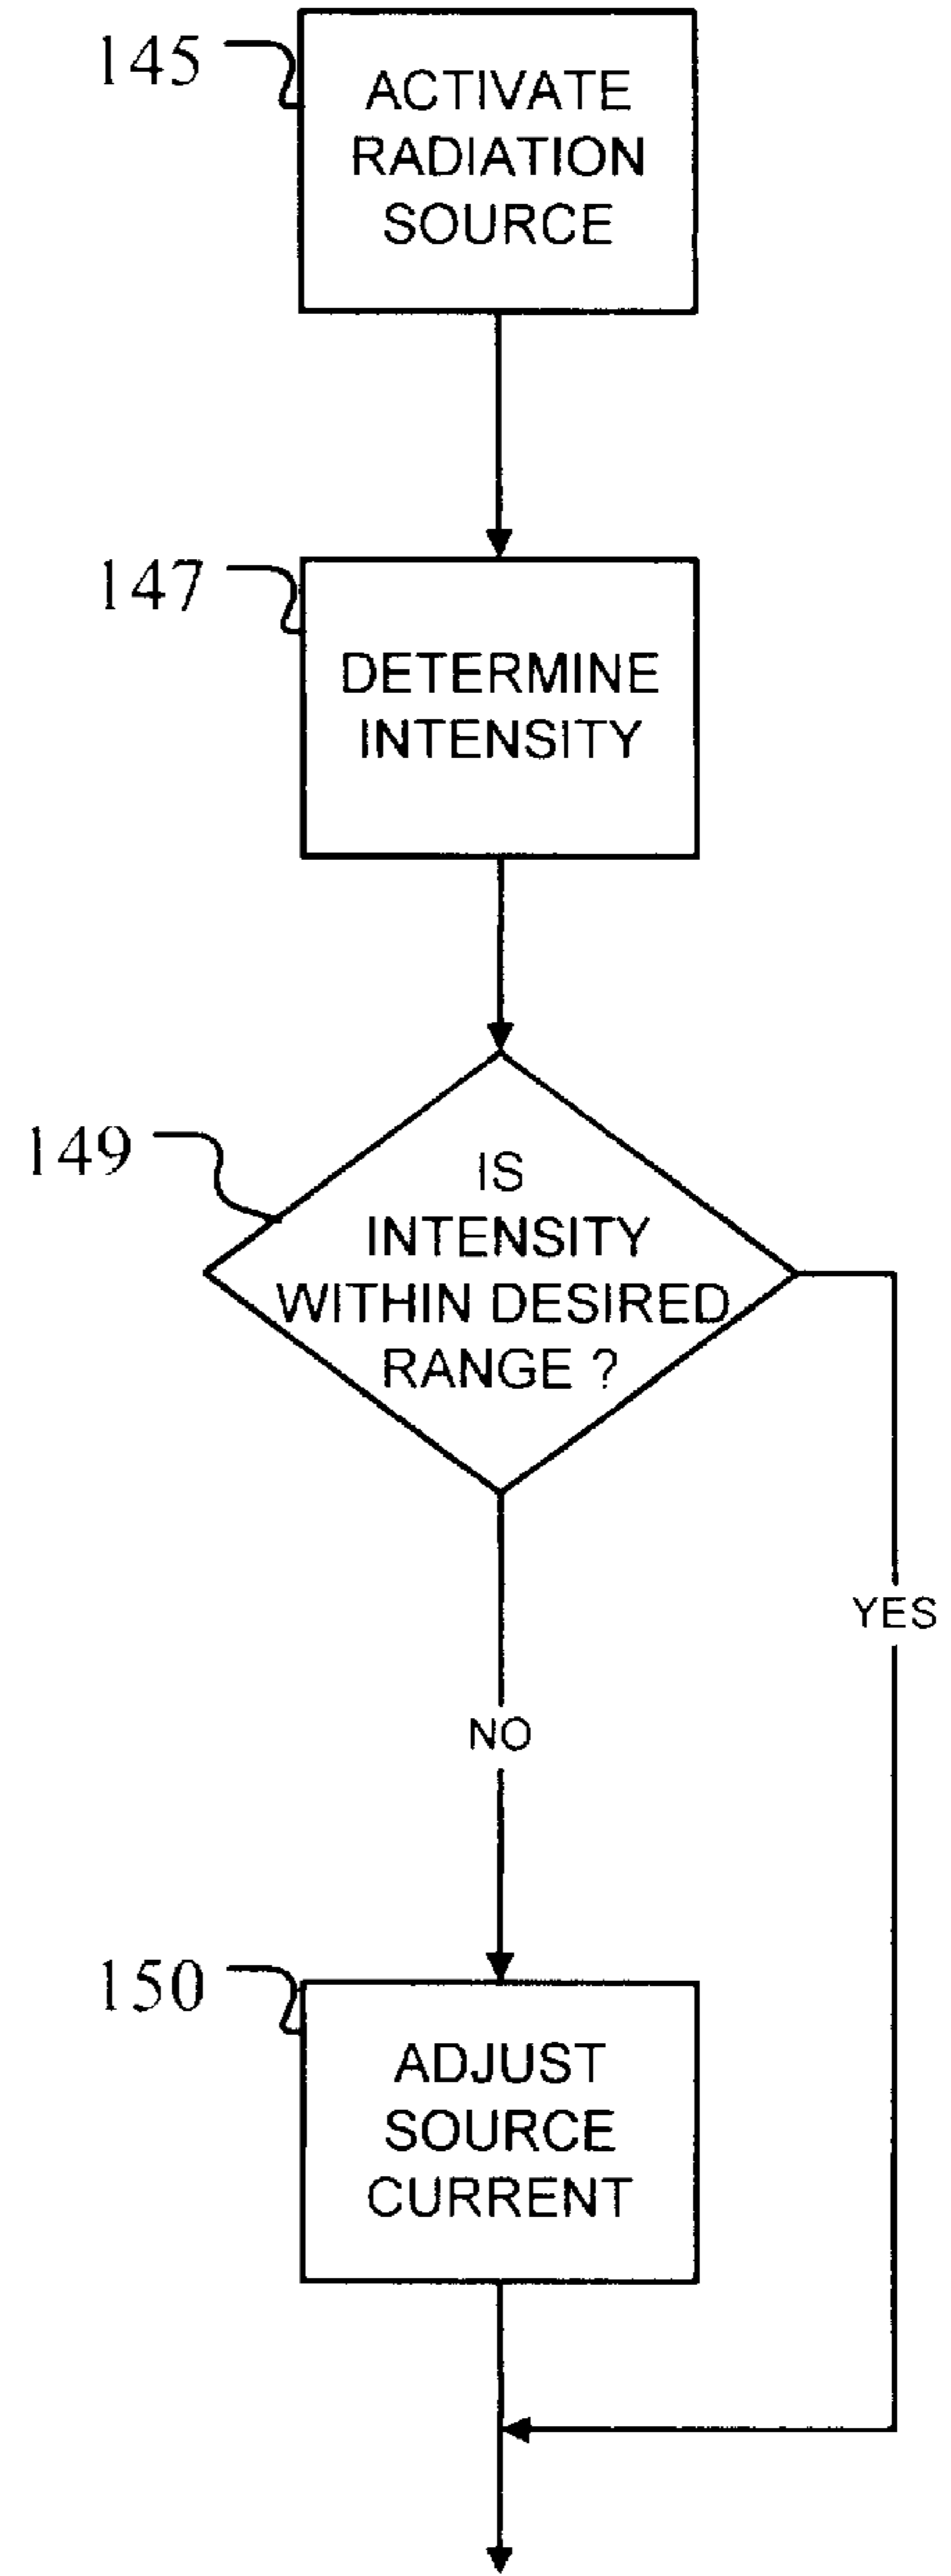 145
ACTIVATE
RADIATION
SOURCE
147
DETERMINE
INTENSITY
149
IS
INTENSITY
WITHIN DESIRED
RANGE ?
YES
NO
150
ADJUST
SOURCE
CURRENT